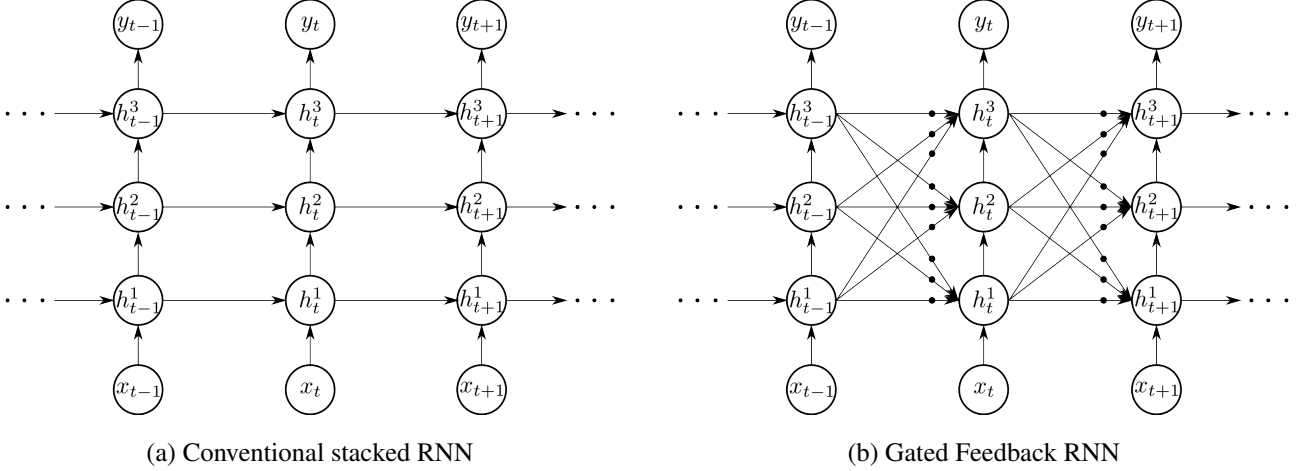 y_{t−1} y_t y_{t+1} y_{t−1} y_t y_{t+1}
· · · h^3_{t−1} h^3_t h^3_{t+1} · · · · · · h^3_{t−1} h^3_t h^3_{t+1} · · ·
· · · h^2_{t−1} h^2_t h^2_{t+1} · · · · · · h^2_{t−1} h^2_t h^2_{t+1} · · ·
· · · h^1_{t−1} h^1_t h^1_{t+1} · · · · · · h^1_{t−1} h^1_t h^1_{t+1} · · ·
x_{t−1} x_t x_{t+1} x_{t−1} x_t x_{t+1}
(a) Conventional stacked RNN (b) Gated Feedback RNN